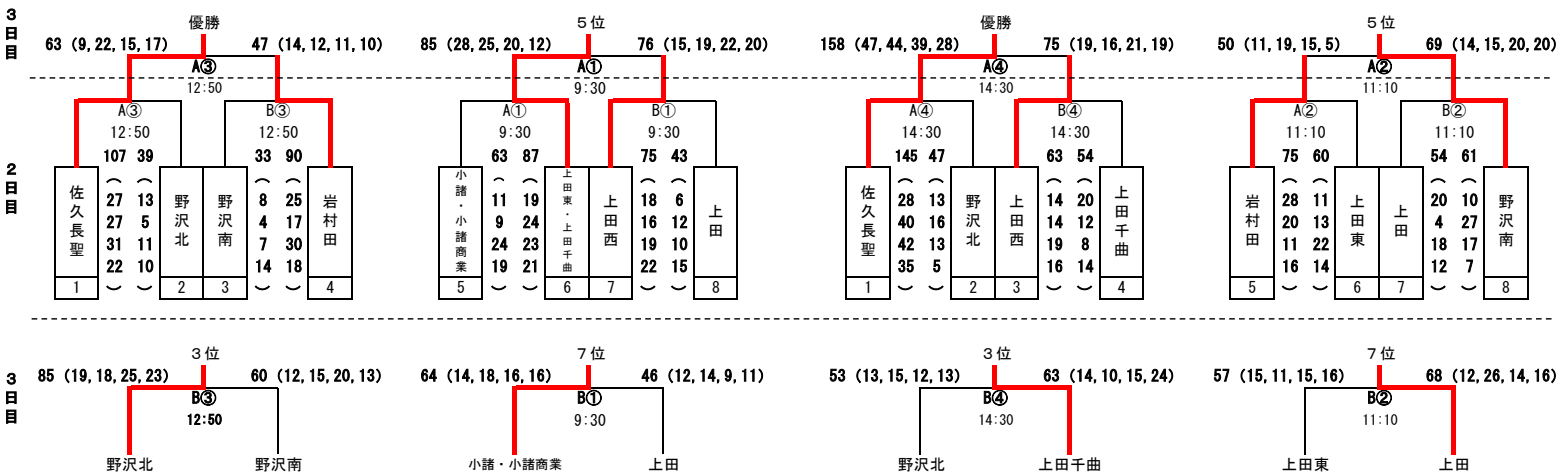 3日目
優勝
63 (9, 22, 15, 17) 47 (14, 12, 11, 10)
A③
12:50
5位
85 (28, 25, 20, 12) 76 (15, 19, 22, 20)
A①
9:30
優勝
158 (47, 44, 39, 28) 75 (19, 16, 21, 19)
A④
14:30
5位
50 (11, 19, 15, 5) 69 (14, 15, 20, 20)
A②
11:10
2日目
A③
12:50
107 39
( (
27 13
27 5
31 11
22 10
) )
佐久長聖
1
野沢北
2
B③
12:50
33 90
( (
8 25
4 17
7 30
14 18
) )
野沢南
3
岩村田
4
A①
9:30
63 87
( (
11 19
9 24
24 23
19 21
) )
小諸・小諸商業
5
上田東・上田千曲
6
B①
9:30
75 43
( (
18 6
16 12
19 10
22 15
) )
上田西
7
上田
8
A④
14:30
145 47
( (
28 13
40 16
42 13
35 5
) )
佐久長聖
1
野沢北
2
B④
14:30
63 54
( (
14 20
14 12
19 8
16 14
) )
上田西
3
上田千曲
4
A②
11:10
75 60
( (
28 11
20 13
11 22
16 14
) )
岩村田
5
上田東
6
B②
11:10
54 61
( (
20 10
4 27
18 17
12 7
) )
上田
7
野沢南
8
3日目
3位
85 (19, 18, 25, 23) 60 (12, 15, 20, 13)
B③
12:50
野沢北 野沢南
7位
64 (14, 18, 16, 16) 46 (12, 14, 9, 11)
B①
9:30
小諸・小諸商業 上田
3位
53 (13, 15, 12, 13) 63 (14, 10, 15, 24)
B④
14:30
野沢北 上田千曲
7位
57 (15, 11, 15, 16) 68 (12, 26, 14, 16)
B②
11:10
上田東 上田